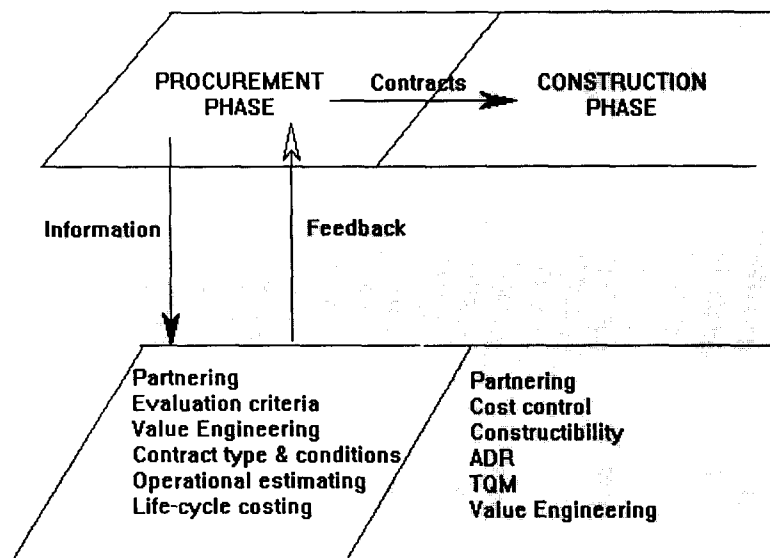 PROCUREMENT
PHASE
Contracts
CONSTRUCTION
PHASE
Information
Feedback
Partnering
Evaluation criteria
Value Engineering
Contract type & conditions
Operational estimating
Life-cycle costing
Partnering
Cost control
Constructibility
ADR
TQM
Value Engineering